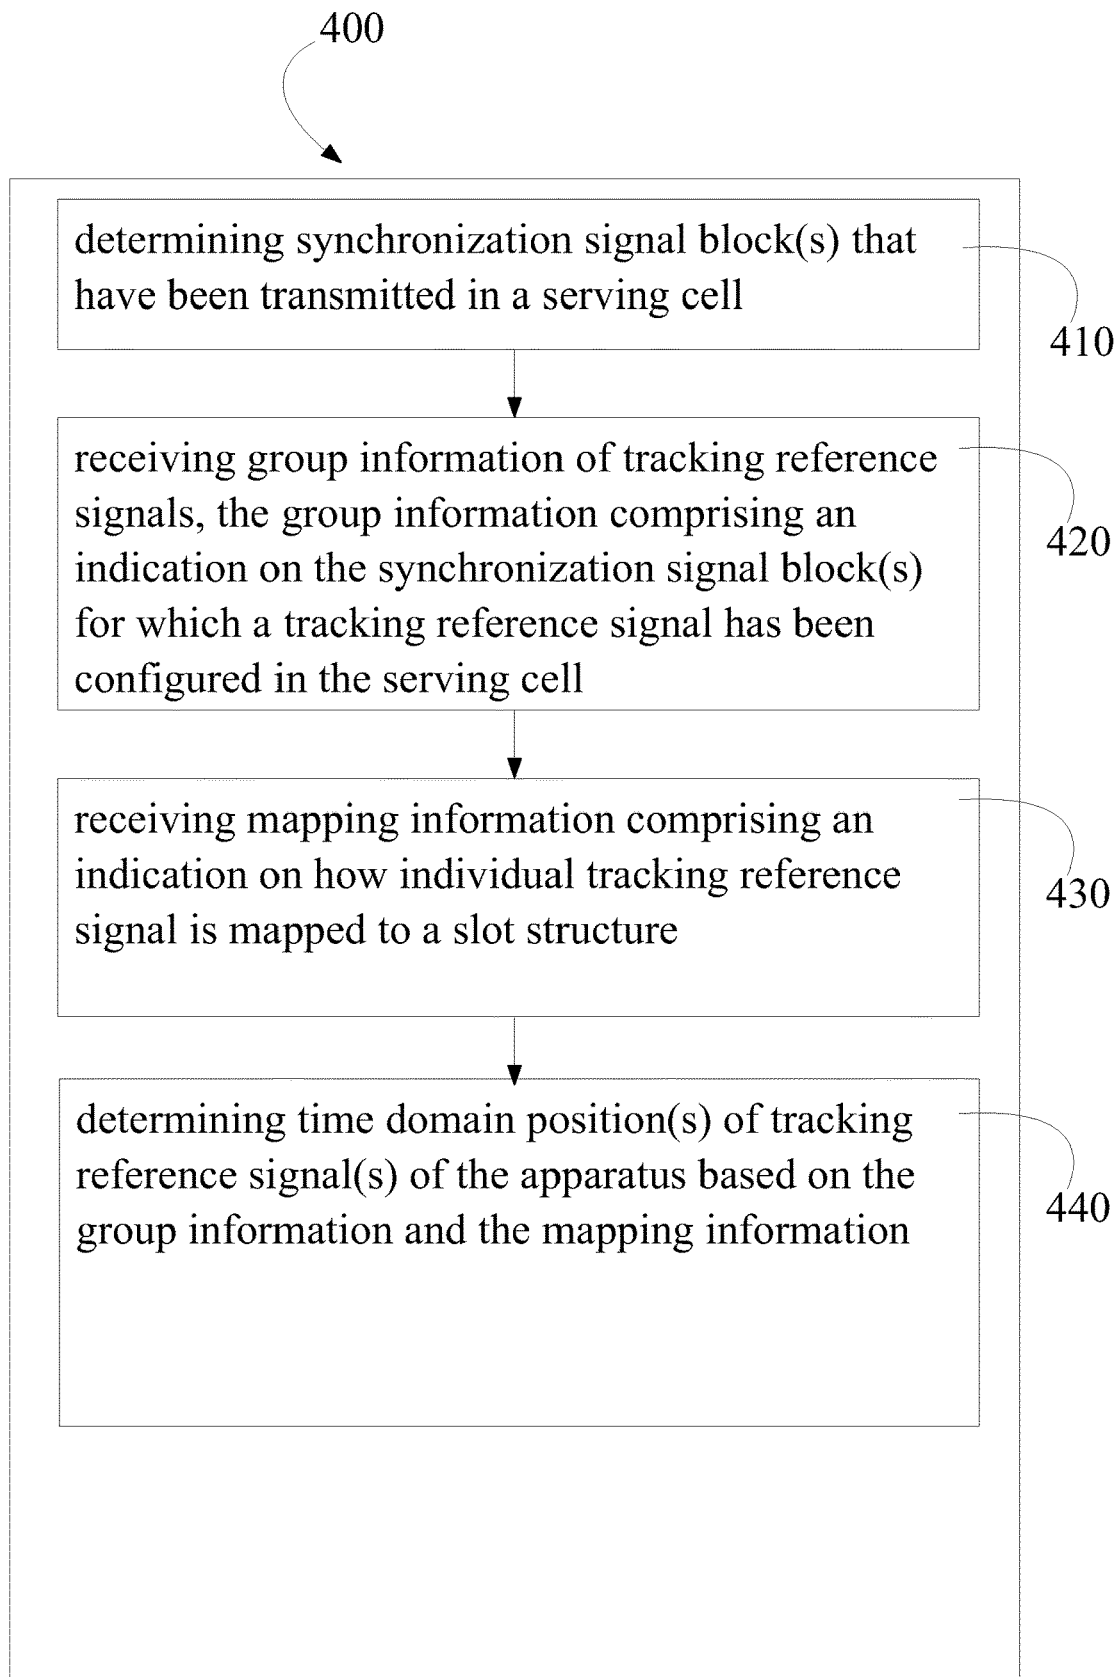 400
determining synchronization signal block(s) that
have been transmitted in a serving cell
410
receiving group information of tracking reference
signals, the group information comprising an
indication on the synchronization signal block(s)
for which a tracking reference signal has been
configured in the serving cell
420
receiving mapping information comprising an
indication on how individual tracking reference
signal is mapped to a slot structure
430
determining time domain position(s) of tracking
reference signal(s) of the apparatus based on the
group information and the mapping information
440